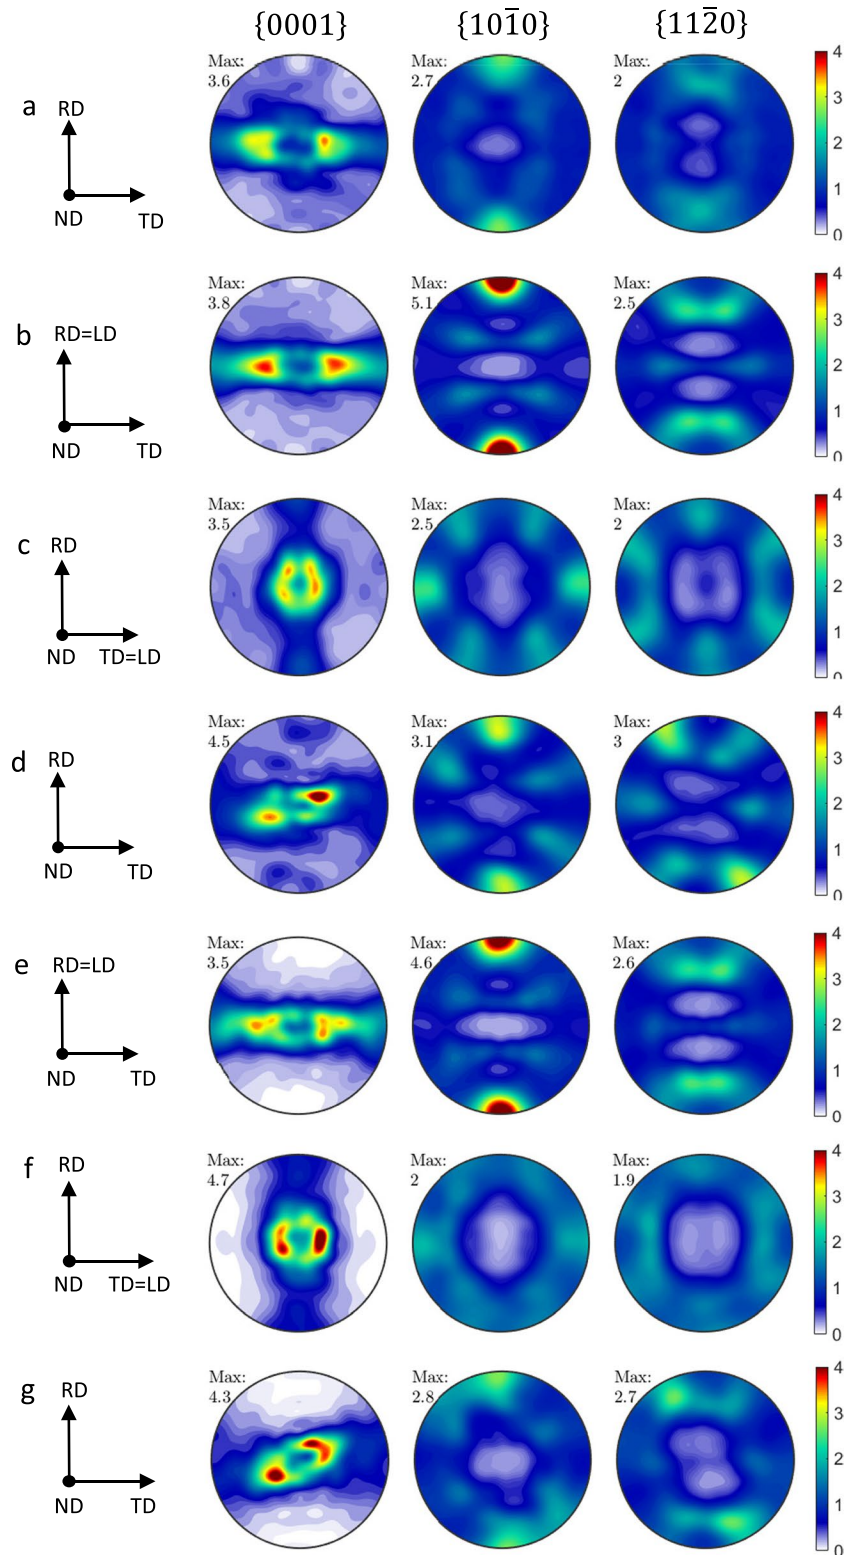 {0001} {101̄0} {112̄0}
a
RD
ND TD
Max:
3.6
Max:
2.7
Max:
2
4
3
2
1
0
b
RD=LD
ND TD
Max:
3.8
Max:
5.1
Max:
2.5
4
3
2
1
0
c
RD
ND TD=LD
Max:
3.5
Max:
2.5
Max:
2
4
3
2
1
0
d
RD
ND TD
Max:
4.5
Max:
3.1
Max:
3
4
3
2
1
0
e
RD=LD
ND TD
Max:
3.5
Max:
4.6
Max:
2.6
4
3
2
1
0
f
RD
ND TD=LD
Max:
4.7
Max:
2
Max:
1.9
4
3
2
1
0
g
RD
ND TD
Max:
4.3
Max:
2.8
Max:
2.7
4
3
2
1
0